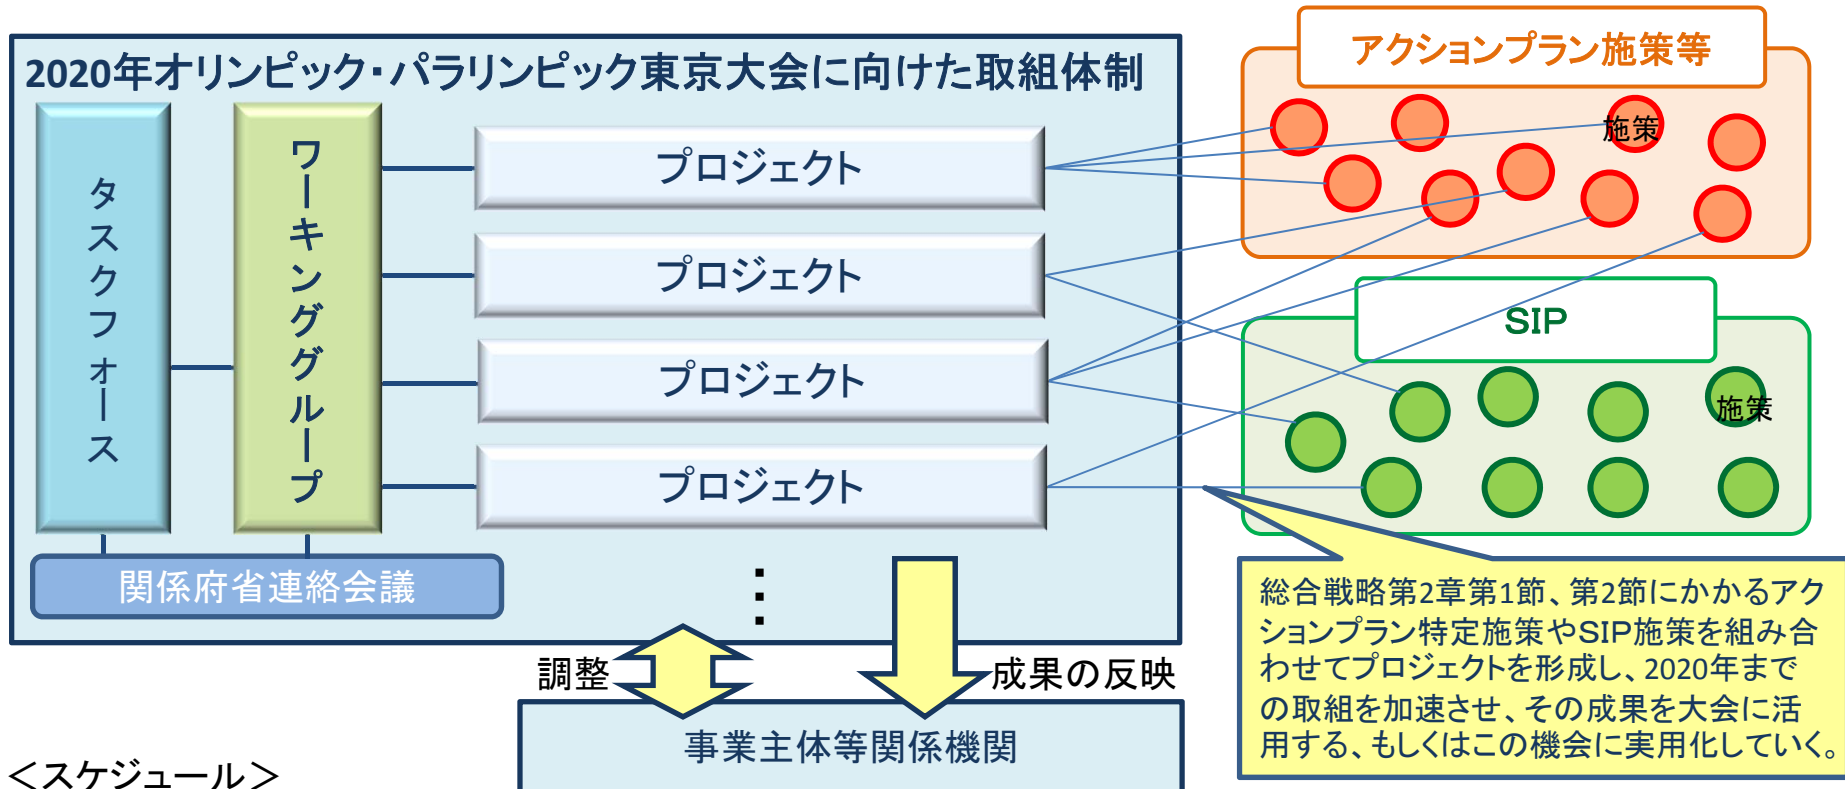 2020年オリンピック・パラリンピック東京大会に向けた取組体制
タスクフォース
ワーキンググループ
プロジェクト
プロジェクト
プロジェクト
プロジェクト
⋮
関係府省連絡会議
アクションプラン施策等
施策
SIP
施策
総合戦略第2章第1節、第2節にかかるアク
ションプラン特定施策やSIP施策を組み合
わせてプロジェクトを形成し、2020年まで
の取組を加速させ、その成果を大会に活
用する、もしくはこの機会に実用化していく。
調整
成果の反映
事業主体等関係機関
＜スケジュール＞